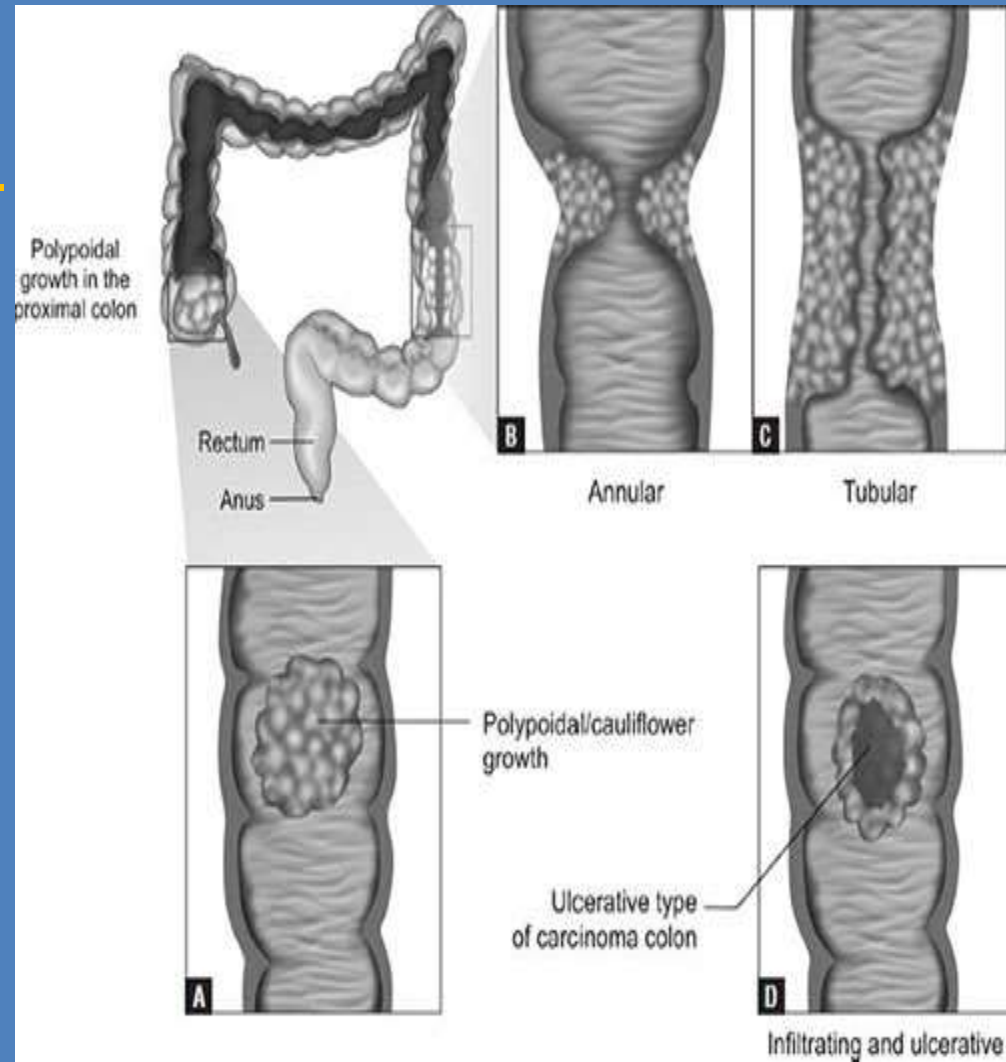 Polypoidal
growth in the
proximal colon
Rectum
Anus
B
Annular
C
Tubular
Polypoidal/cauliflower
growth
Ulcerative type
of carcinoma colon
A
D
Infiltrating and ulcerative